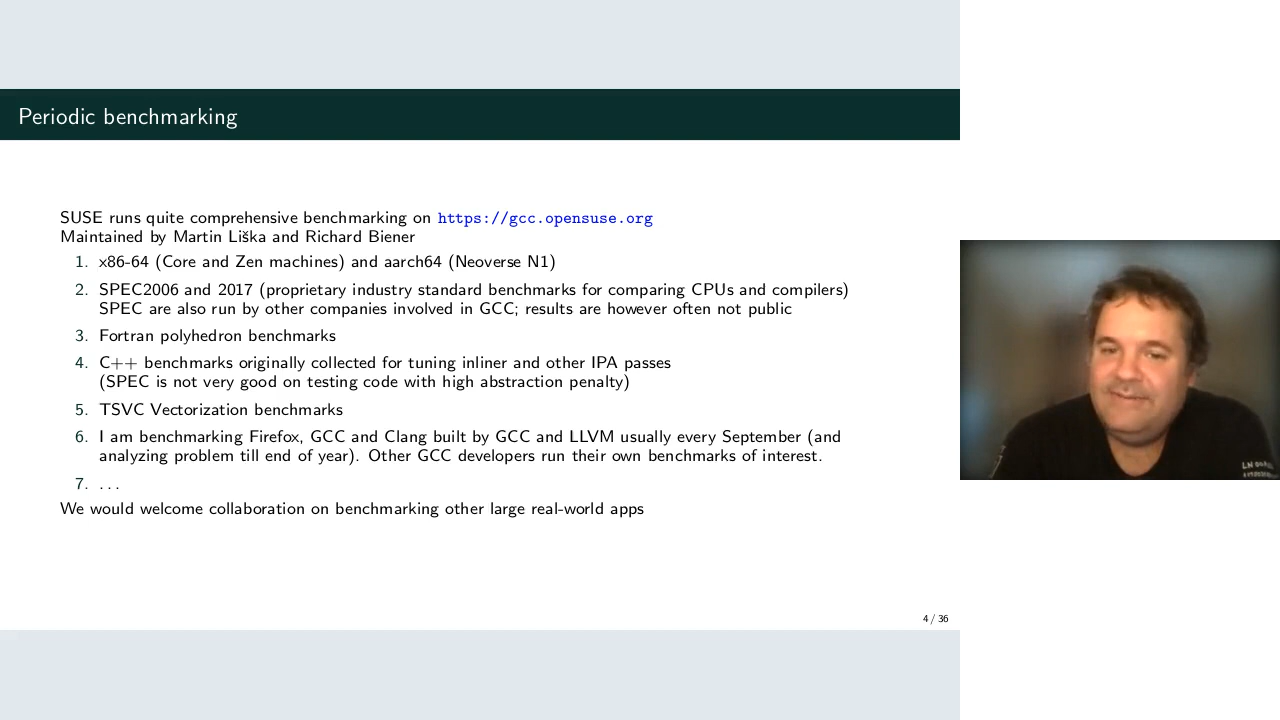 Periodic benchmarking
SUSE runs quite comprehensive benchmarking on https://gcc.opensuse.org
Maintained by Martin Liška and Richard Biener
1. x86-64 (Core and Zen machines) and aarch64 (Neoverse N1)
2. SPEC2006 and 2017 (proprietary industry standard benchmarks for comparing CPUs and compilers)
SPEC are also run by other companies involved in GCC; results are however often not public
3. Fortran polyhedron benchmarks
4. C++ benchmarks originally collected for tuning inliner and other IPA passes
(SPEC is not very good on testing code with high abstraction penalty)
5. TSVC Vectorization benchmarks
6. I am benchmarking Firefox, GCC and Clang built by GCC and LLVM usually every September (and
analyzing problem till end of year). Other GCC developers run their own benchmarks of interest.
7. ...
We would welcome collaboration on benchmarking other large real-world apps
4 / 36